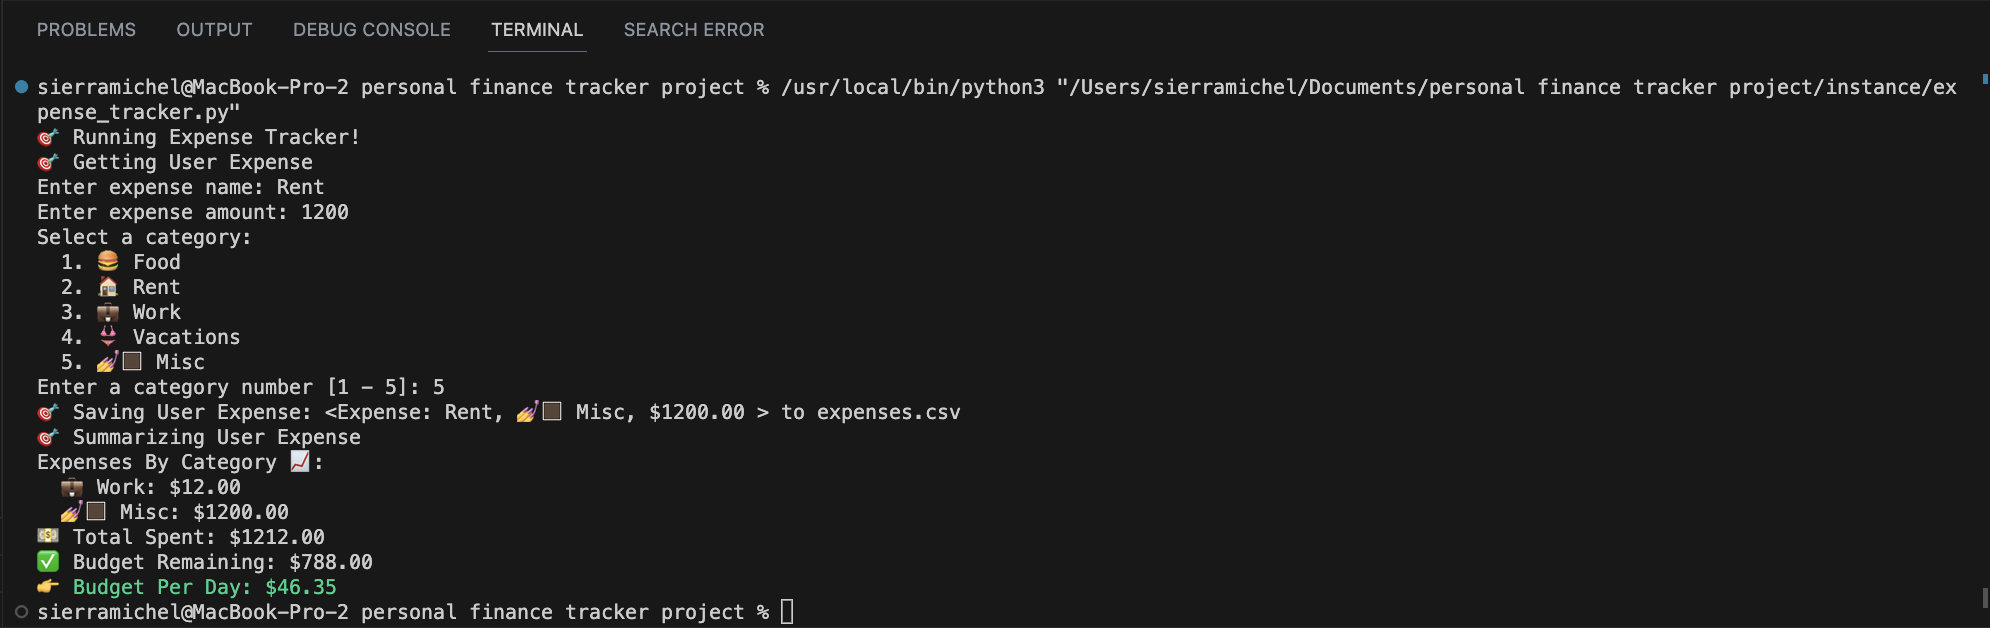 PROBLEMS OUTPUT DEBUG CONSOLE TERMINAL SEARCH ERROR
sierramichel@MacBook-Pro-2 personal finance tracker project % /usr/local/bin/python3 "/Users/sierramichel/Documents/personal finance tracker project/instance/ex
pense_tracker.py"
🎯 Running Expense Tracker!
🎯 Getting User Expense
Enter expense name: Rent
Enter expense amount: 1200
Select a category:
1. 🍔 Food
2. 🏠 Rent
3. 💼 Work
4. 👙 Vacations
5. 💅🏿 Misc
Enter a category number [1 - 5]: 5
🎯 Saving User Expense: <Expense: Rent, 💅🏿 Misc, $1200.00 > to expenses.csv
🎯 Summarizing User Expense
Expenses By Category 📈:
💼 Work: $12.00
💅🏿 Misc: $1200.00
💵 Total Spent: $1212.00
✅ Budget Remaining: $788.00
👉 Budget Per Day: $46.35
sierramichel@MacBook-Pro-2 personal finance tracker project %